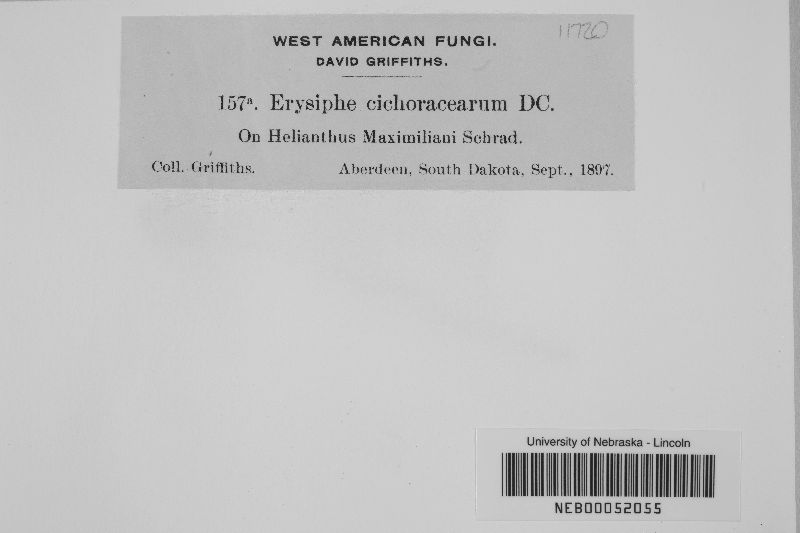 11720
WEST AMERICAN FUNGI.
DAVID GRIFFITHS.
157ᵃ. Erysiphe cichoracearum DC.
On Helianthus Maximiliani Schrad.
Coll. Griffiths. Aberdeen, South Dakota, Sept., 1897.
University of Nebraska - Lincoln
NEB00052055